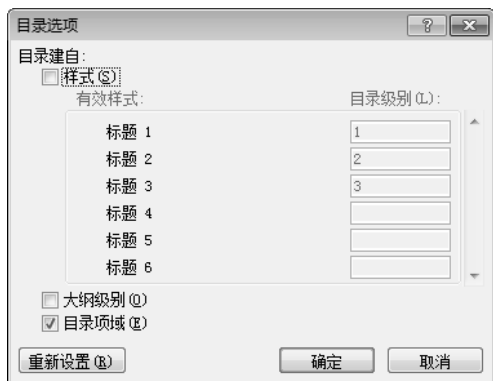 目录选项
目录建自:
样式(S)
有效样式: 目录级别(L):
标题 1 1
标题 2 2
标题 3 3
标题 4
标题 5
标题 6
大纲级别(O)
目录项域(E)
重新设置(R) 确定 取消